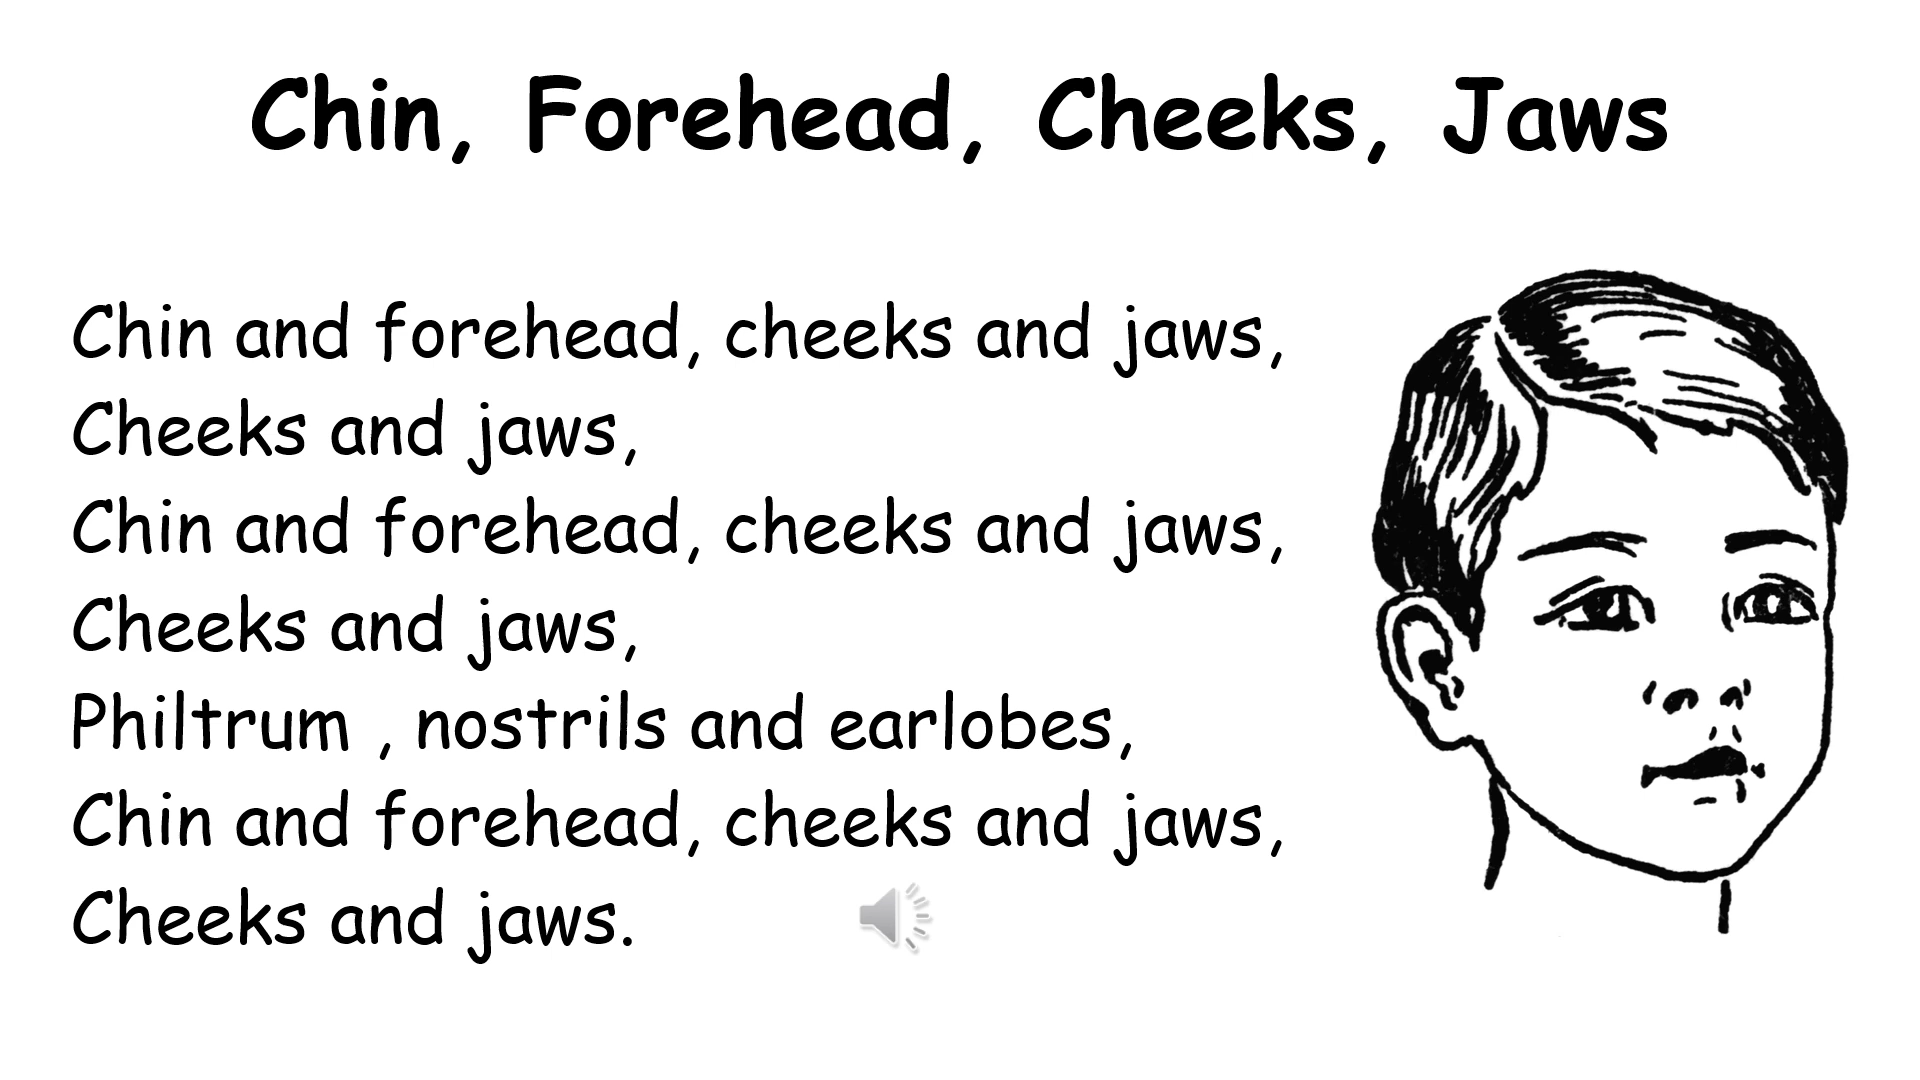 Chin, Forehead, Cheeks, Jaws
Chin and forehead, cheeks and jaws,
Cheeks and jaws,
Chin and forehead, cheeks and jaws,
Cheeks and jaws,
Philtrum , nostrils and earlobes,
Chin and forehead, cheeks and jaws,
Cheeks and jaws.